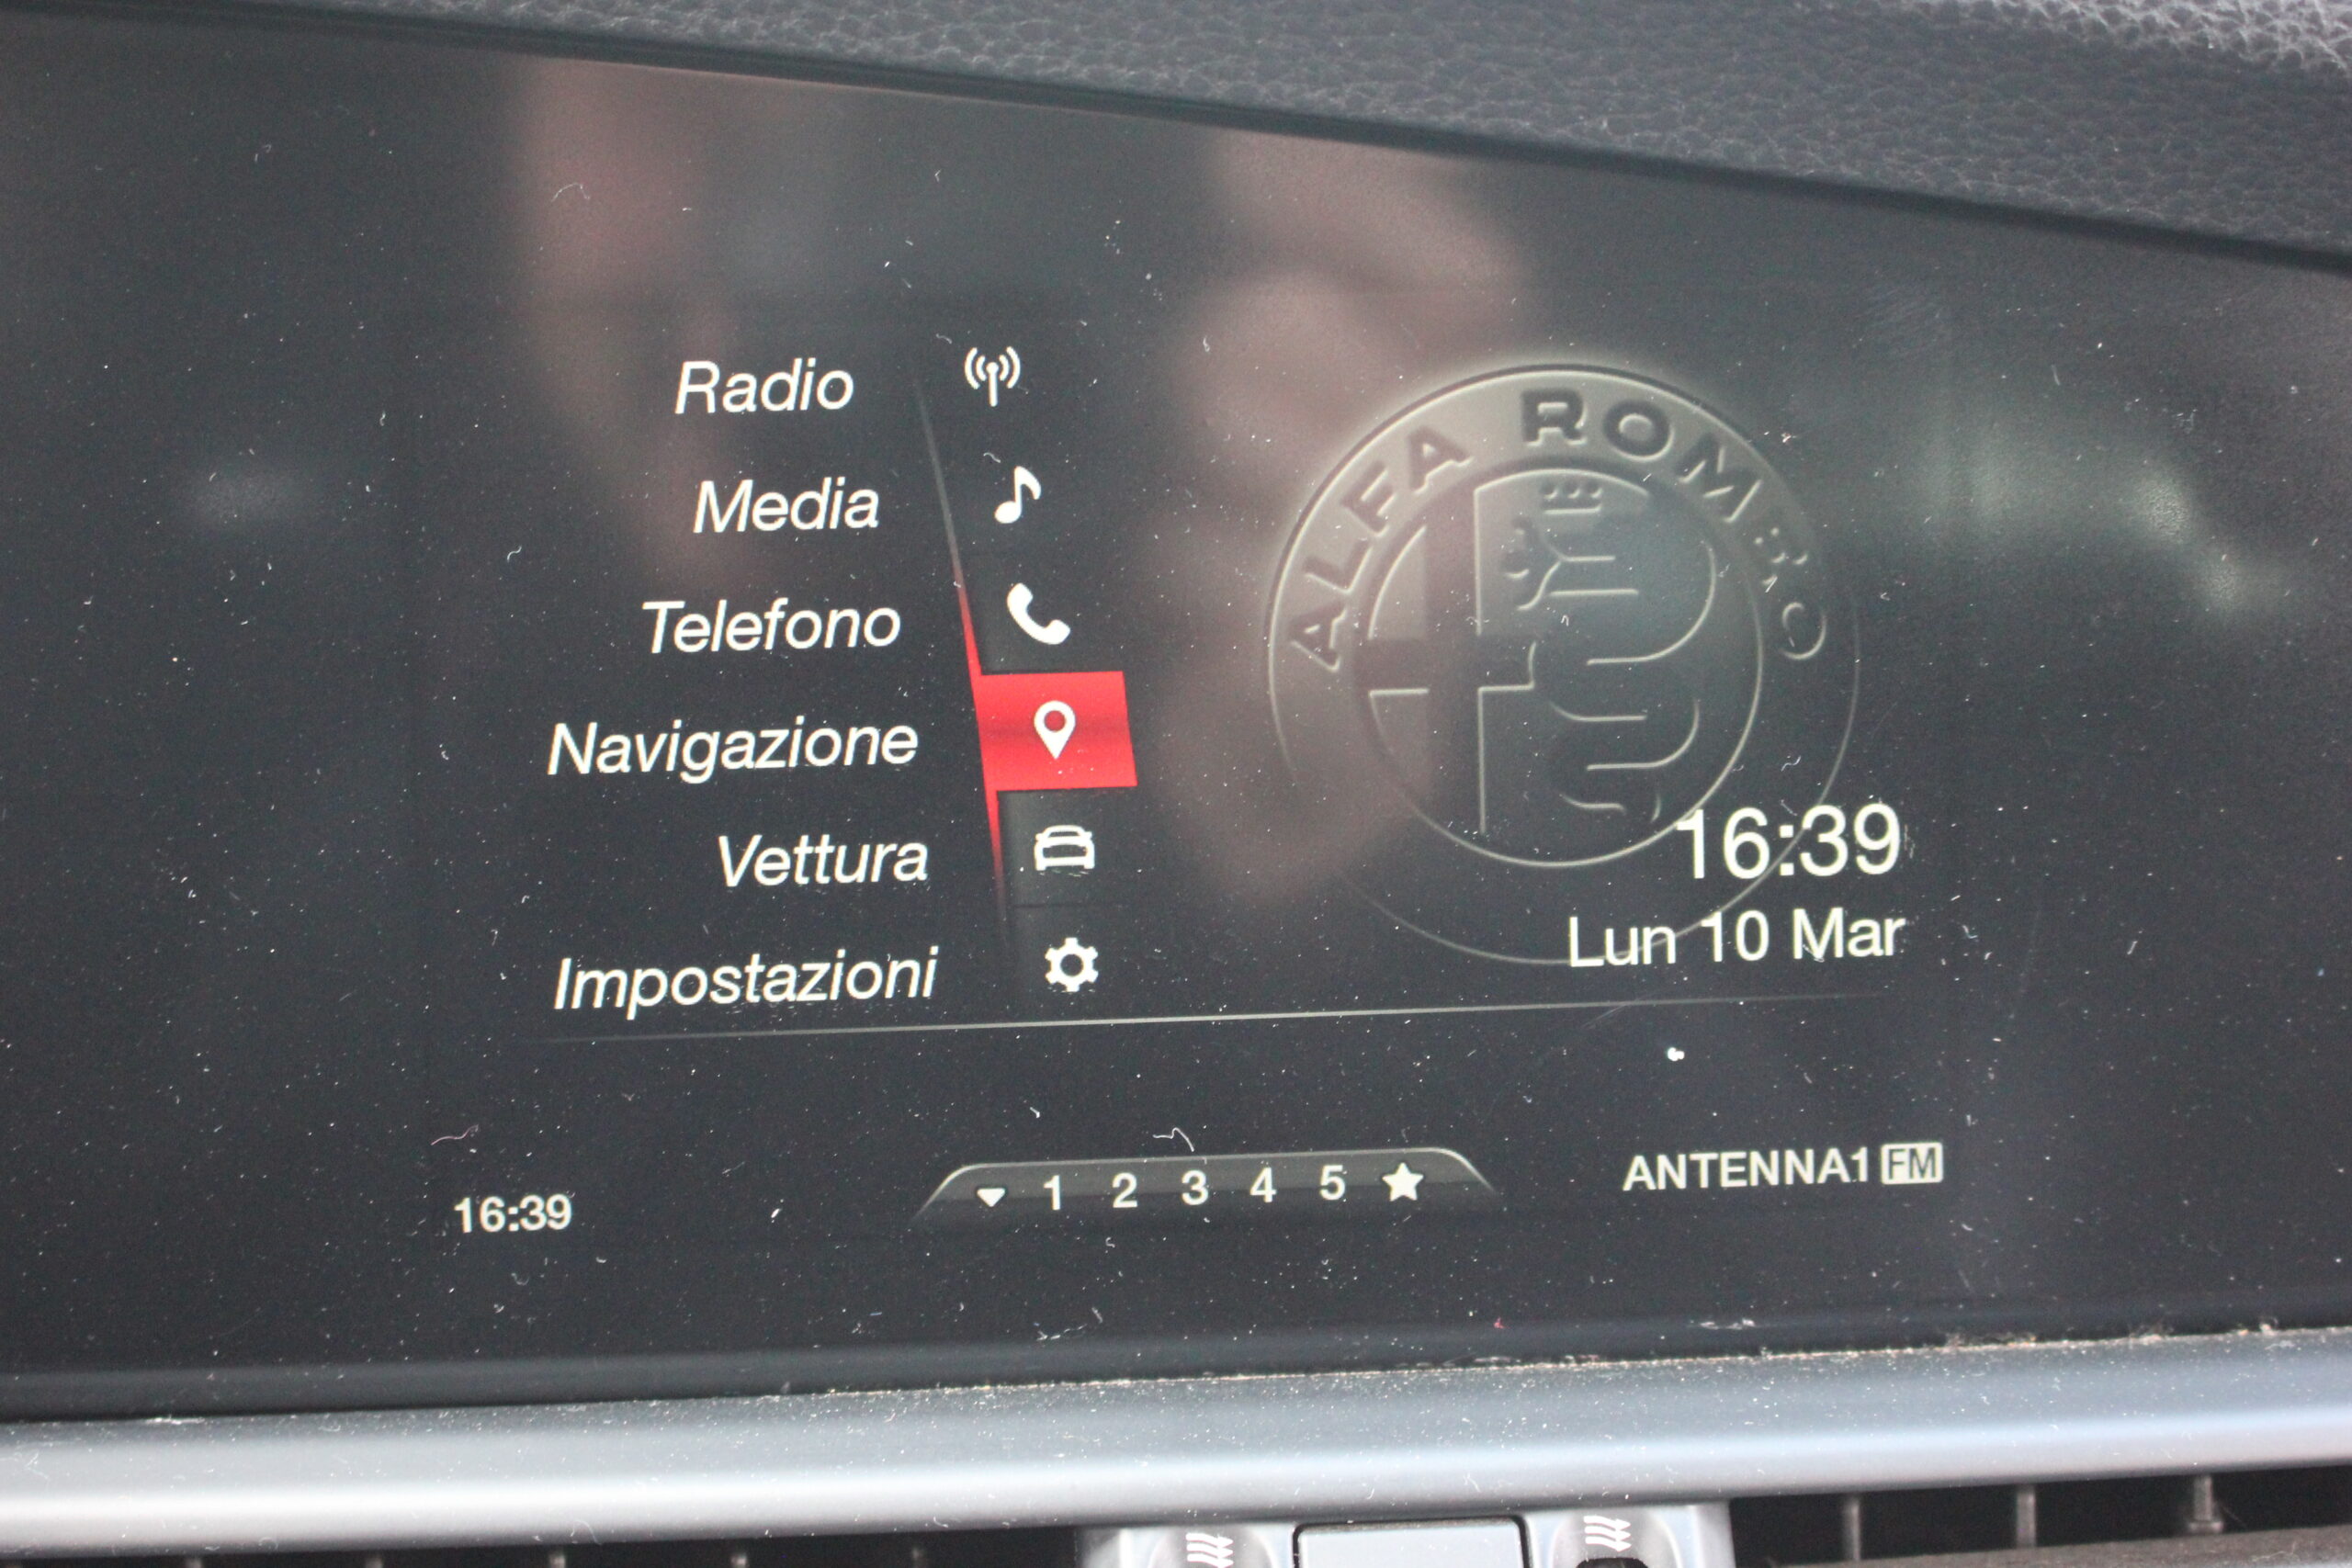 Radio
Media
Telefono
Navigazione
Vettura
Impostazioni
ALFA ROMEO
16:39
Lun 10 Mar
16:39
1 2 3 4 5
ANTENNA1 FM